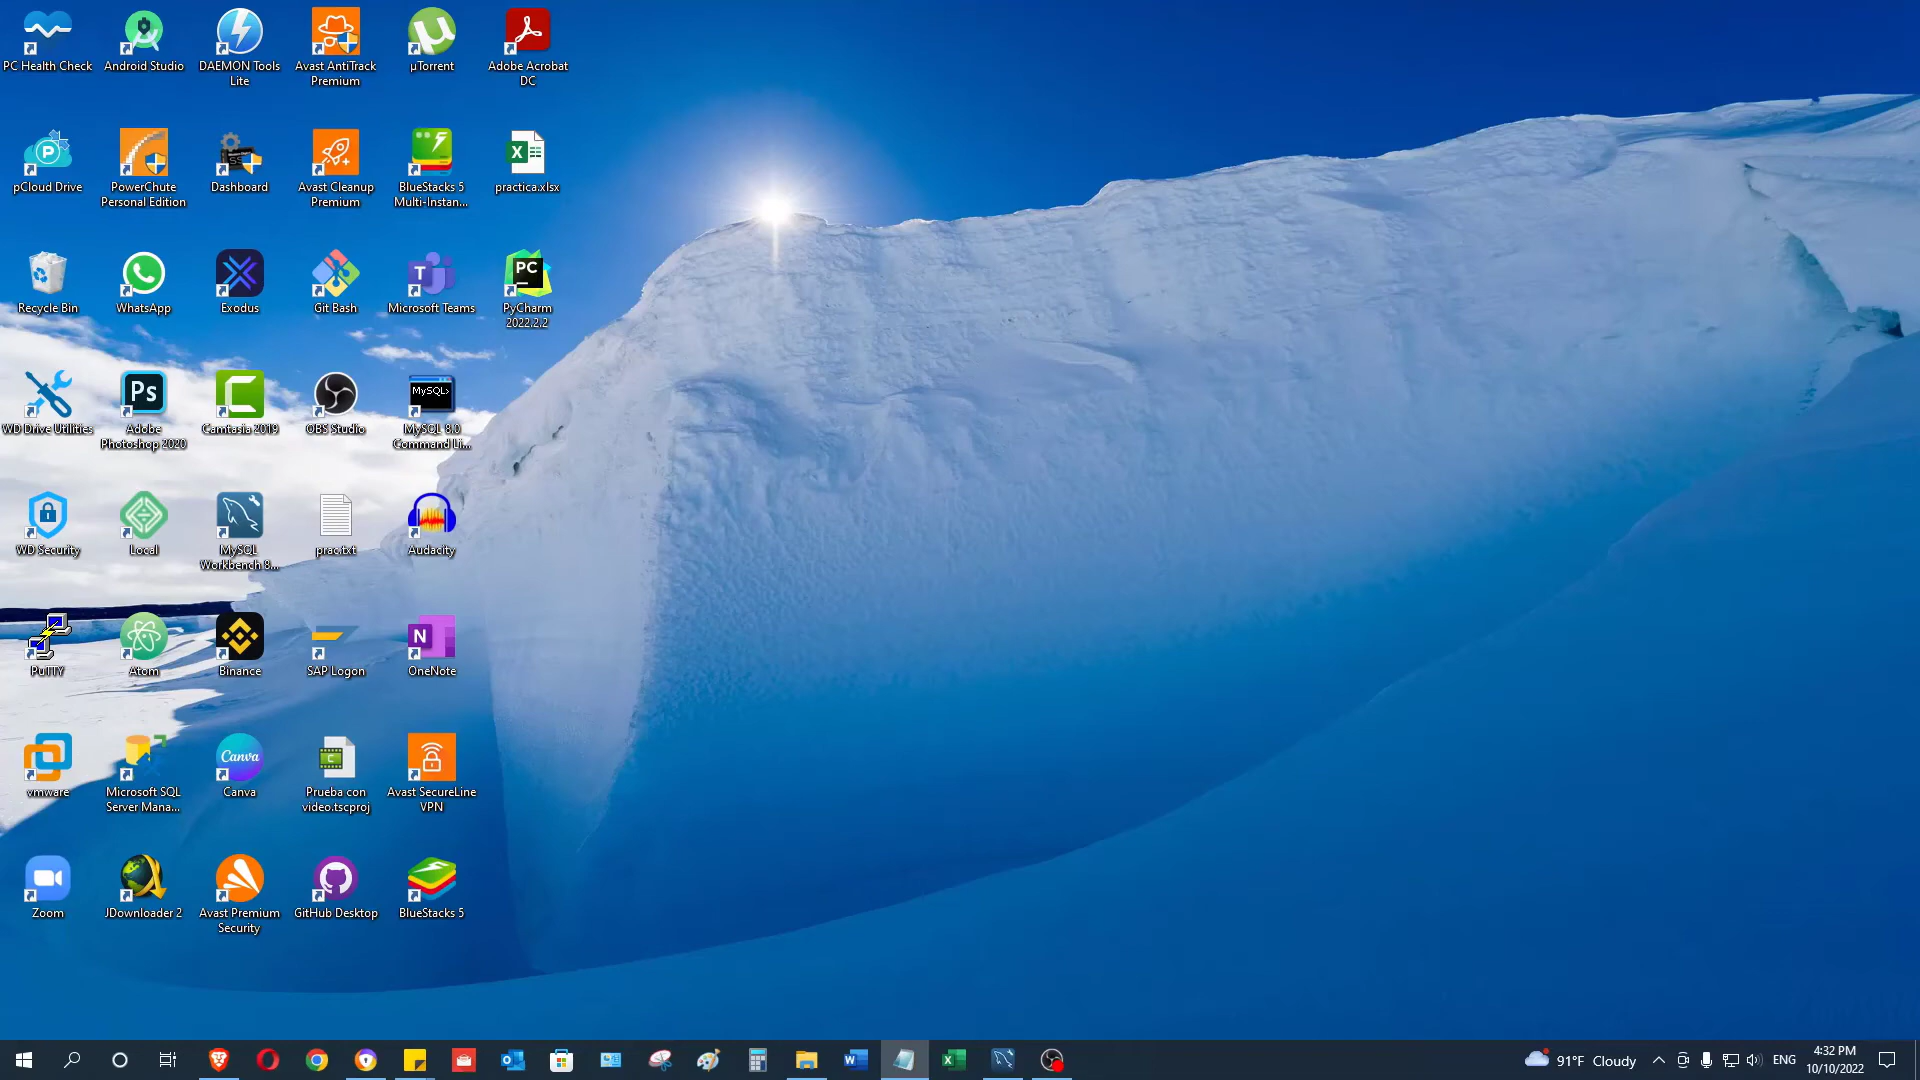 PC Health Check
Android Studio
DAEMON Tools
Lite
Avast AntiTrack
Premium
µTorrent
Adobe Acrobat
DC
pCloud Drive
PowerChute
Personal Edition
Dashboard
Avast Cleanup
Premium
BlueStacks 5
Multi-Instan...
practica.xlsx
Recycle Bin
WhatsApp
Exodus
Git Bash
Microsoft Teams
PC
PyCharm
2022.2.2
WD Drive Utilities
Ps
Adobe
Photoshop 2020
Camtasia 2019
OBS Studio
MySQL>
MySQL 8.0
Command Li...
WD Security
Local
MySQL
Workbench 8...
prac.txt
Audacity
PuTTY
Atom
Binance
SAP Logon
N
OneNote
vmware
Microsoft SQL
Server Mana...
Canva
Canva
Prueba con
video.tscproj
Avast SecureLine
VPN
Zoom
JDownloader 2
Avast Premium
Security
GitHub Desktop
BlueStacks 5
91°F Cloudy
ENG
4:32 PM
10/10/2022